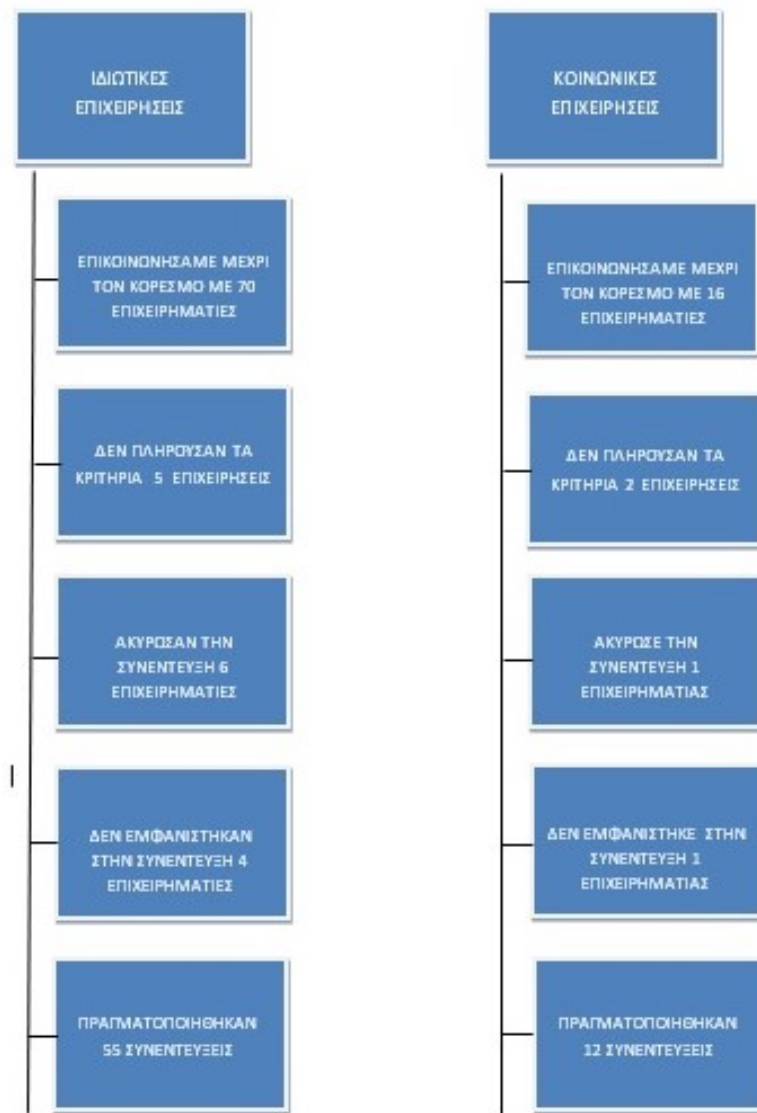 ΙΔΙΩΤΙΚΕΣ
ΕΠΙΧΕΙΡΗΣΕΙΣ
ΕΠΙΚΟΙΝΩΝΗΣΑΜΕ ΜΕΧΡΙ
ΤΟΝ ΚΟΡΕΣΜΟ ΜΕ 70
ΕΠΙΧΕΙΡΗΜΑΤΙΕΣ
ΔΕΝ ΠΛΗΡΟΥΣΑΝ ΤΑ
ΚΡΙΤΗΡΙΑ 5 ΕΠΙΧΕΙΡΗΣΕΙΣ
ΑΚΥΡΩΣΑΝ ΤΗΝ
ΣΥΝΕΝΤΕΥΞΗ 6
ΕΠΙΧΕΙΡΗΜΑΤΙΕΣ
ΔΕΝ ΕΜΦΑΝΙΣΤΗΚΑΝ
ΣΤΗΝ ΣΥΝΕΝΤΕΥΞΗ 4
ΕΠΙΧΕΙΡΗΜΑΤΙΕΣ
ΠΡΑΓΜΑΤΟΠΟΙΗΘΗΚΑΝ
55 ΣΥΝΕΝΤΕΥΞΕΙΣ
ΚΟΙΝΩΝΙΚΕΣ
ΕΠΙΧΕΙΡΗΣΕΙΣ
ΕΠΙΚΟΙΝΩΝΗΣΑΜΕ ΜΕΧΡΙ
ΤΟΝ ΚΟΡΕΣΜΟ ΜΕ 16
ΕΠΙΧΕΙΡΗΜΑΤΙΕΣ
ΔΕΝ ΠΛΗΡΟΥΣΑΝ ΤΑ
ΚΡΙΤΗΡΙΑ 2 ΕΠΙΧΕΙΡΗΣΕΙΣ
ΑΚΥΡΩΣΕ ΤΗΝ
ΣΥΝΕΝΤΕΥΞΗ 1
ΕΠΙΧΕΙΡΗΜΑΤΙΑΣ
ΔΕΝ ΕΜΦΑΝΙΣΤΗΚΕ ΣΤΗΝ
ΣΥΝΕΝΤΕΥΞΗ 1
ΕΠΙΧΕΙΡΗΜΑΤΙΑΣ
ΠΡΑΓΜΑΤΟΠΟΙΗΘΗΚΑΝ
12 ΣΥΝΕΝΤΕΥΞΕΙΣ